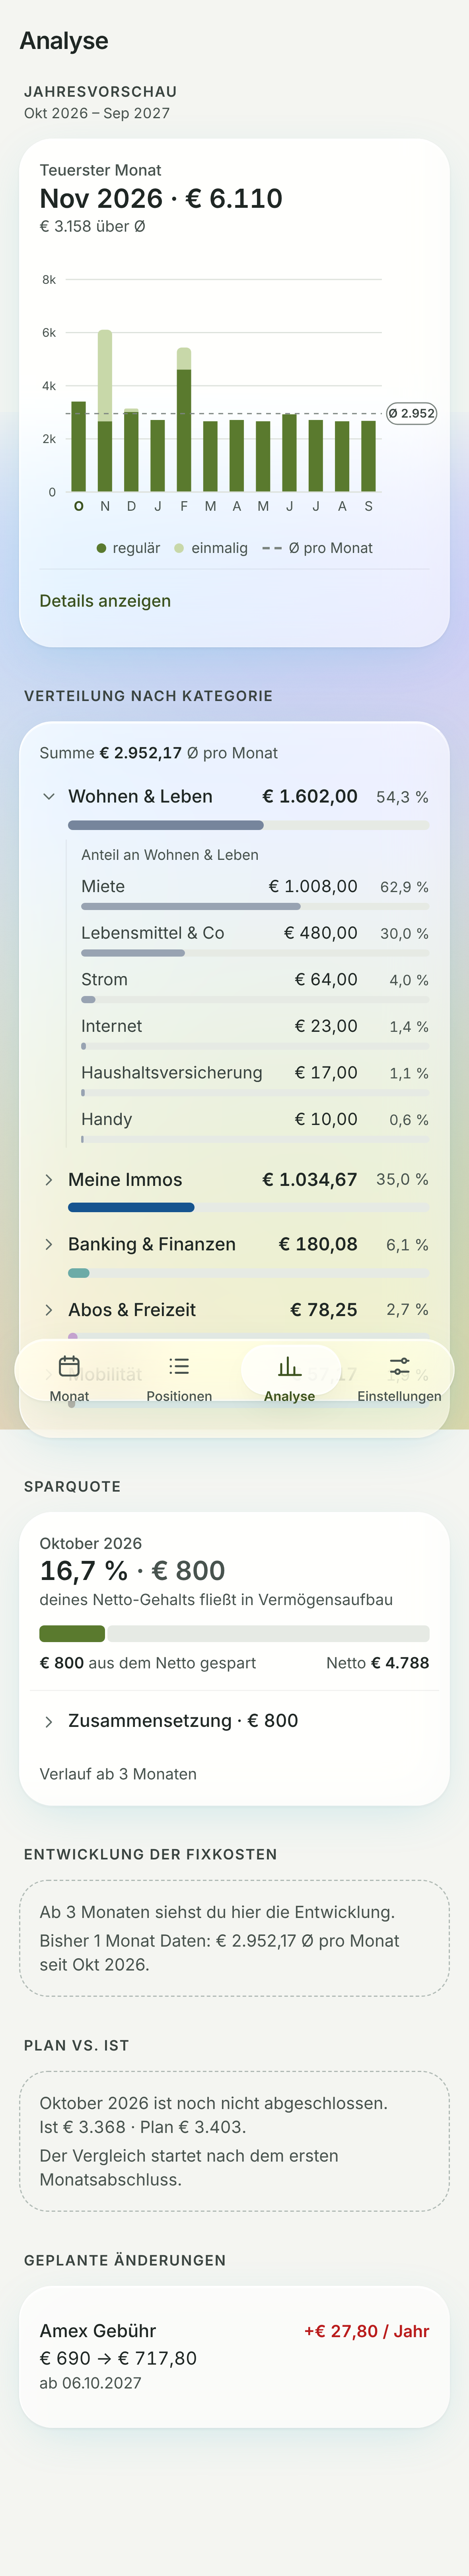 Analyse
JAHRESVORSCHAU
Okt 2026 – Sep 2027
Teuerster Monat
Nov 2026 · € 6.110
€ 3.158 über Ø
8k
6k
4k
Ø 2.952
2k
0
O N D J F M A M J J A S
regulär einmalig Ø pro Monat
Details anzeigen
VERTEILUNG NACH KATEGORIE
Summe € 2.952,17 Ø pro Monat
Wohnen & Leben € 1.602,00 54,3 %
Anteil an Wohnen & Leben
Miete € 1.008,00 62,9 %
Lebensmittel & Co € 480,00 30,0 %
Strom € 64,00 4,0 %
Internet € 23,00 1,4 %
Haushaltsversicherung € 17,00 1,1 %
Handy € 10,00 0,6 %
Meine Immos € 1.034,67 35,0 %
Banking & Finanzen € 180,08 6,1 %
Abos & Freizeit € 78,25 2,7 %
Mobilität 57,17 1,9 %
Monat Positionen Analyse Einstellungen
SPARQUOTE
Oktober 2026
16,7 % · € 800
deines Netto-Gehalts fließt in Vermögensaufbau
€ 800 aus dem Netto gespart Netto € 4.788
Zusammensetzung · € 800
Verlauf ab 3 Monaten
ENTWICKLUNG DER FIXKOSTEN
Ab 3 Monaten siehst du hier die Entwicklung.
Bisher 1 Monat Daten: € 2.952,17 Ø pro Monat
seit Okt 2026.
PLAN VS. IST
Oktober 2026 ist noch nicht abgeschlossen.
Ist € 3.368 · Plan € 3.403.
Der Vergleich startet nach dem ersten
Monatsabschluss.
GEPLANTE ÄNDERUNGEN
Amex Gebühr +€ 27,80 / Jahr
€ 690 → € 717,80
ab 06.10.2027